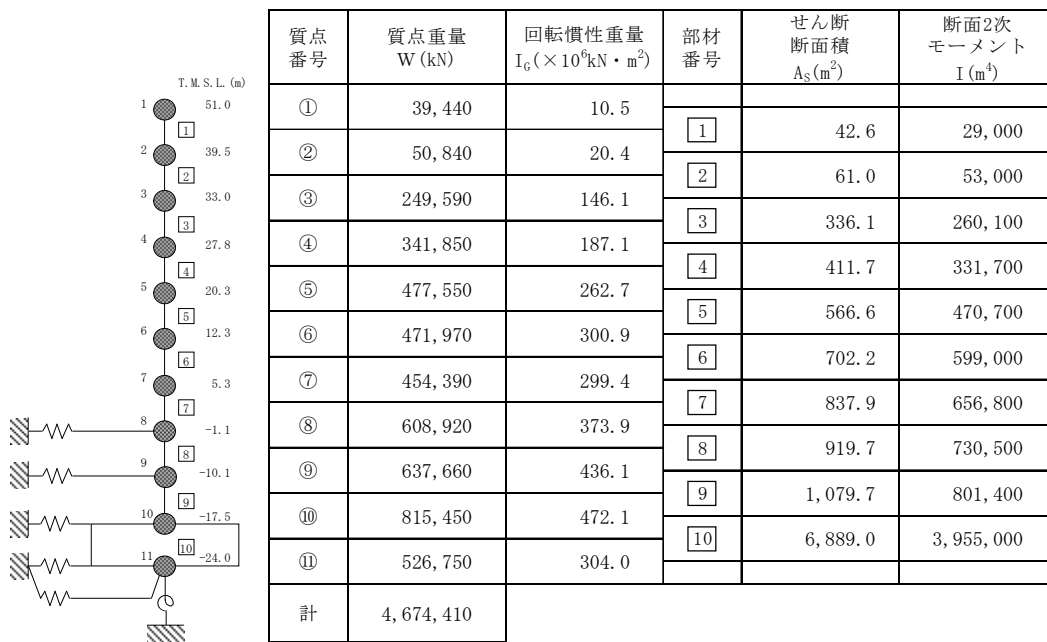 T.M.S.L.(m)
1 51.0
1
2 39.5
2
3 33.0
3
4 27.8
4
5 20.3
5
6 12.3
6
7 5.3
7
8 -1.1
8
9 -10.1
9
10 -17.5
10
11 -24.0
質点番号 質点重量 W(kN) 回転慣性重量 I_G(×10⁶kN・m²)
① 39,440 10.5
② 50,840 20.4
③ 249,590 146.1
④ 341,850 187.1
⑤ 477,550 262.7
⑥ 471,970 300.9
⑦ 454,390 299.4
⑧ 608,920 373.9
⑨ 637,660 436.1
⑩ 815,450 472.1
⑪ 526,750 304.0
計 4,674,410
部材番号 せん断断面積 A_S(m²) 断面2次モーメント I(m⁴)
1 42.6 29,000
2 61.0 53,000
3 336.1 260,100
4 411.7 331,700
5 566.6 470,700
6 702.2 599,000
7 837.9 656,800
8 919.7 730,500
9 1,079.7 801,400
10 6,889.0 3,955,000